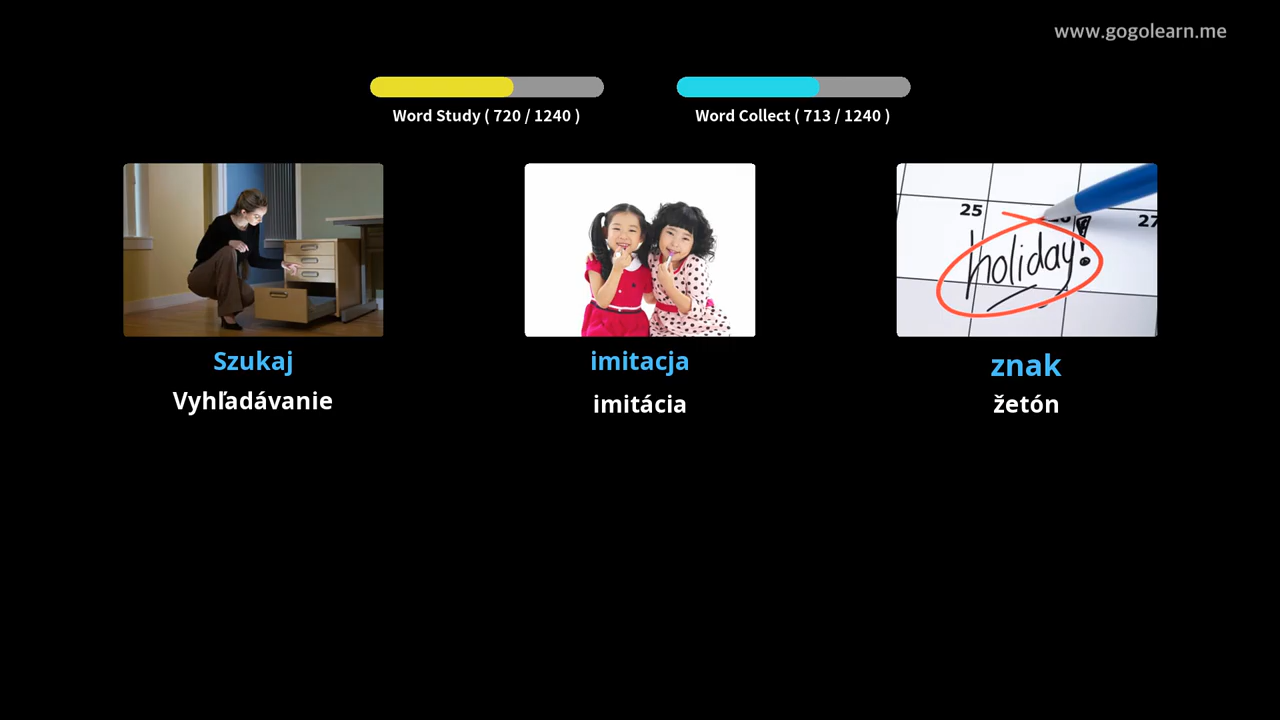 www.gogolearn.me
Word Study ( 720 / 1240 )
Word Collect ( 713 / 1240 )
25
27
holiday!
Szukaj
imitacja
znak
Vyhľadávanie
imitácia
žetón